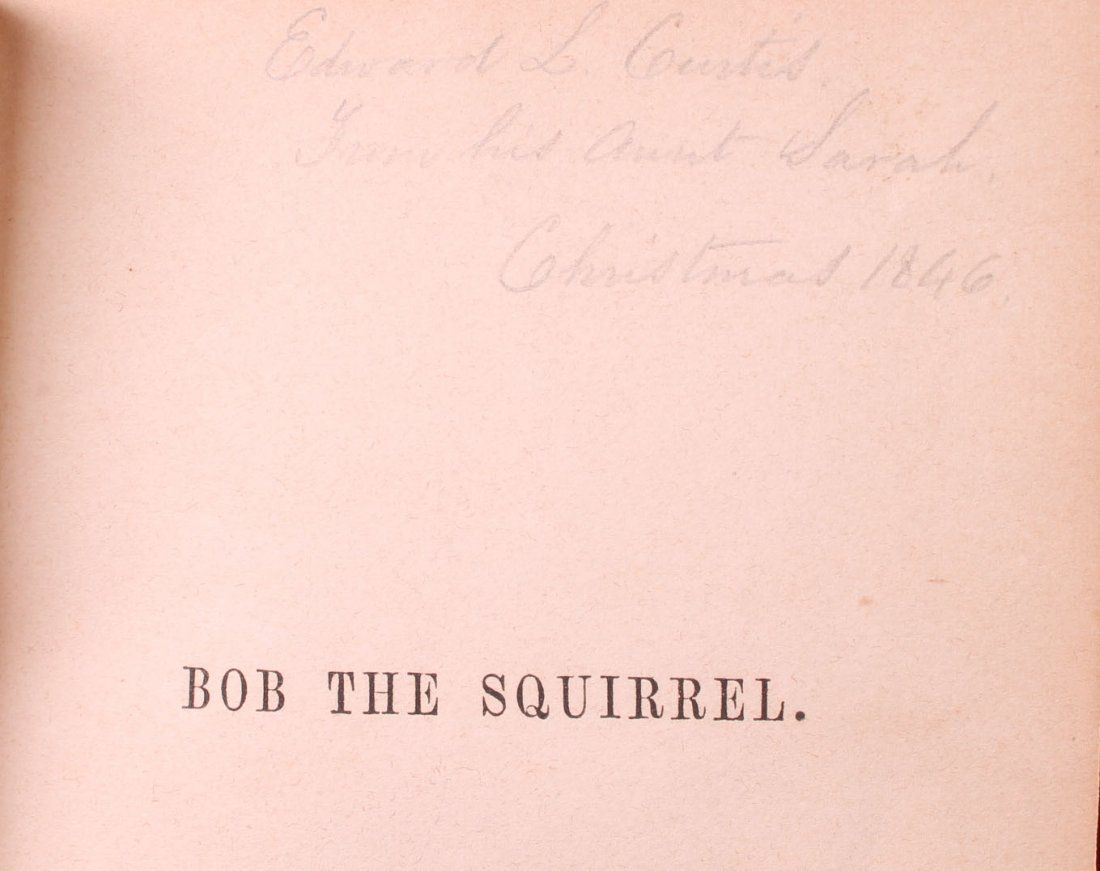 Edward L. Curtis.
From his Aunt Sarah.
Christmas 1846.
BOB THE SQUIRREL.